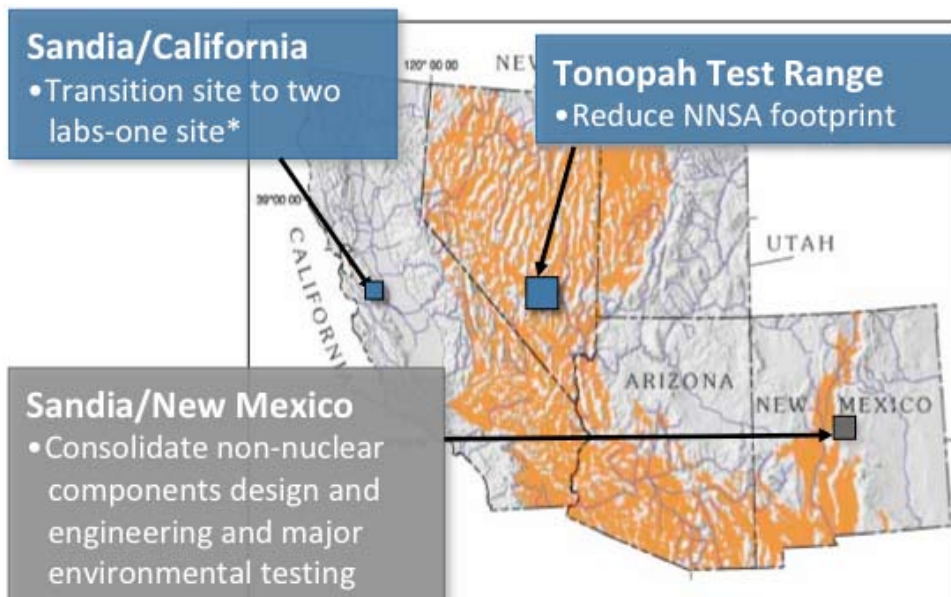 Sandia/California
•Transition site to two
labs-one site*
120° 00 00
NEV
Tonopah Test Range
•Reduce NNSA footprint
39°00 00
CALIFORNI
UTAH
ARIZONA
NEW MEXICO
Sandia/New Mexico
•Consolidate non-nuclear
components design and
engineering and major
environmental testing